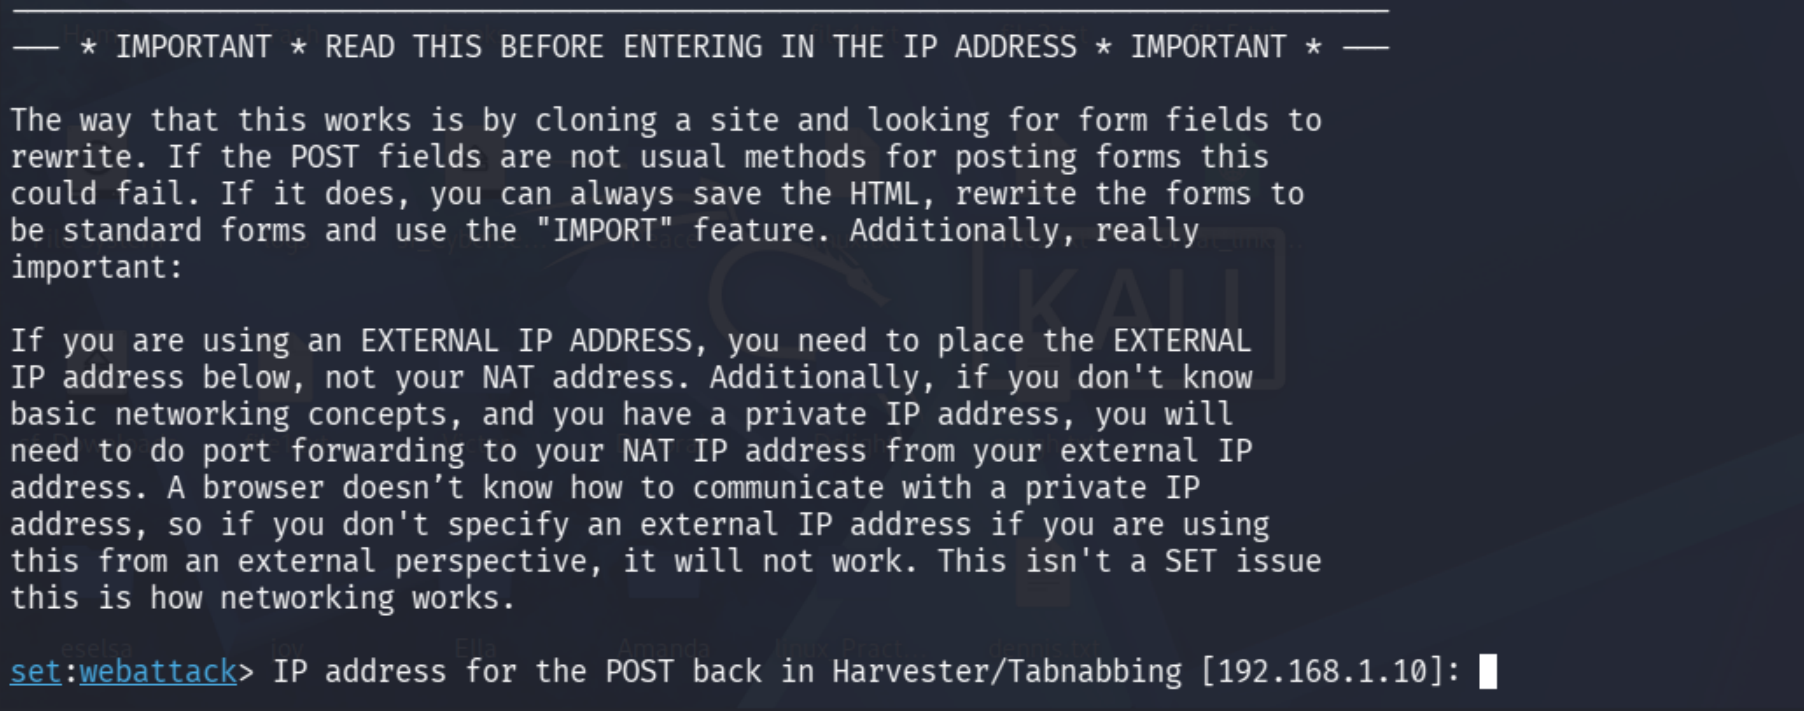 —— * IMPORTANT * READ THIS BEFORE ENTERING IN THE IP ADDRESS * IMPORTANT * ——
The way that this works is by cloning a site and looking for form fields to
rewrite. If the POST fields are not usual methods for posting forms this
could fail. If it does, you can always save the HTML, rewrite the forms to
be standard forms and use the "IMPORT" feature. Additionally, really
important:
If you are using an EXTERNAL IP ADDRESS, you need to place the EXTERNAL
IP address below, not your NAT address. Additionally, if you don't know
basic networking concepts, and you have a private IP address, you will
need to do port forwarding to your NAT IP address from your external IP
address. A browser doesn’t know how to communicate with a private IP
address, so if you don't specify an external IP address if you are using
this from an external perspective, it will not work. This isn't a SET issue
this is how networking works.
eselsa joy Ella Amanda linux_Pract dennis.txt
set:webattack> IP address for the POST back in Harvester/Tabnabbing [192.168.1.10]:
KALI